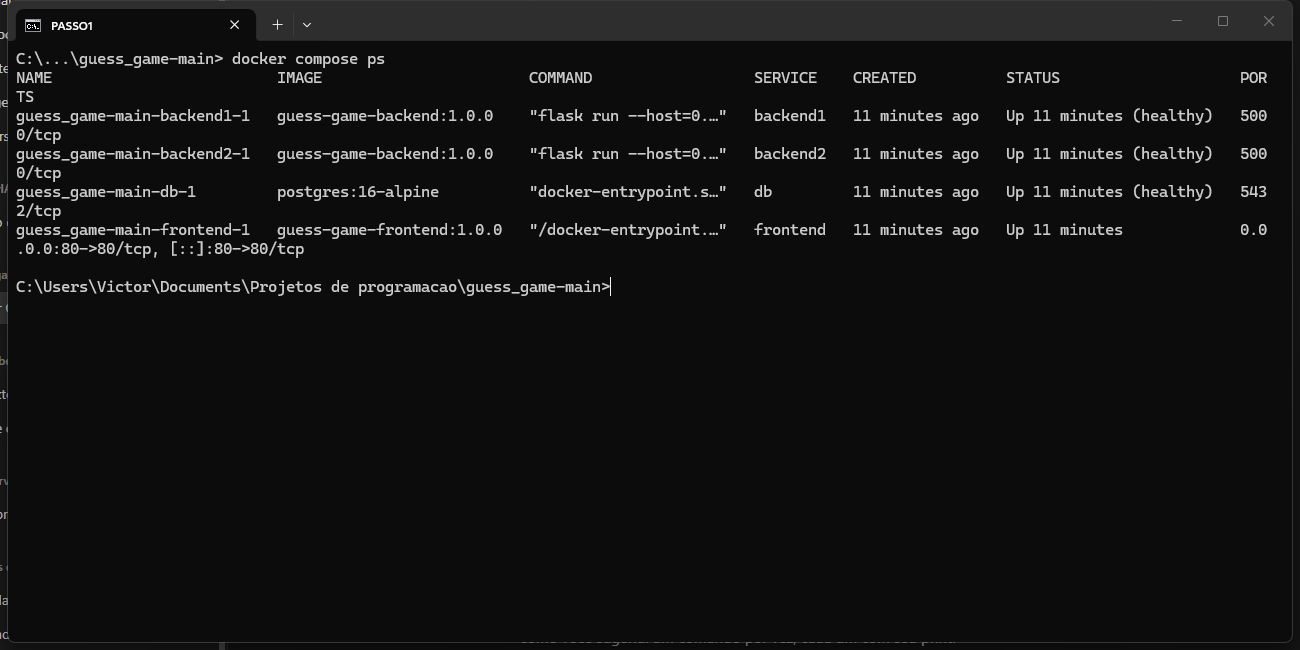 PASSO1
C:\...\guess_game-main> docker compose ps
NAME IMAGE COMMAND SERVICE CREATED STATUS POR
TS
guess_game-main-backend1-1 guess-game-backend:1.0.0 "flask run --host=0.…" backend1 11 minutes ago Up 11 minutes (healthy) 500
0/tcp
guess_game-main-backend2-1 guess-game-backend:1.0.0 "flask run --host=0.…" backend2 11 minutes ago Up 11 minutes (healthy) 500
0/tcp
guess_game-main-db-1 postgres:16-alpine "docker-entrypoint.s…" db 11 minutes ago Up 11 minutes (healthy) 543
2/tcp
guess_game-main-frontend-1 guess-game-frontend:1.0.0 "/docker-entrypoint.…" frontend 11 minutes ago Up 11 minutes 0.0
.0.0:80->80/tcp, [::]:80->80/tcp
C:\Users\Victor\Documents\Projetos de programacao\guess_game-main>